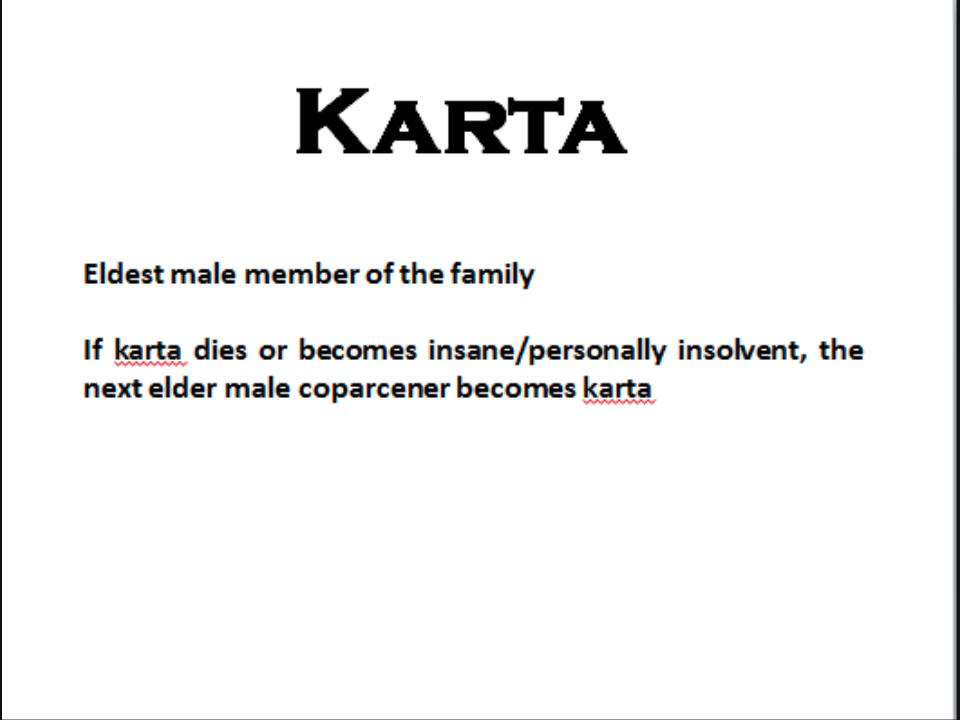 KARTA
Eldest male member of the family
If karta dies or becomes insane/personally insolvent, the
next elder male coparcener becomes karta